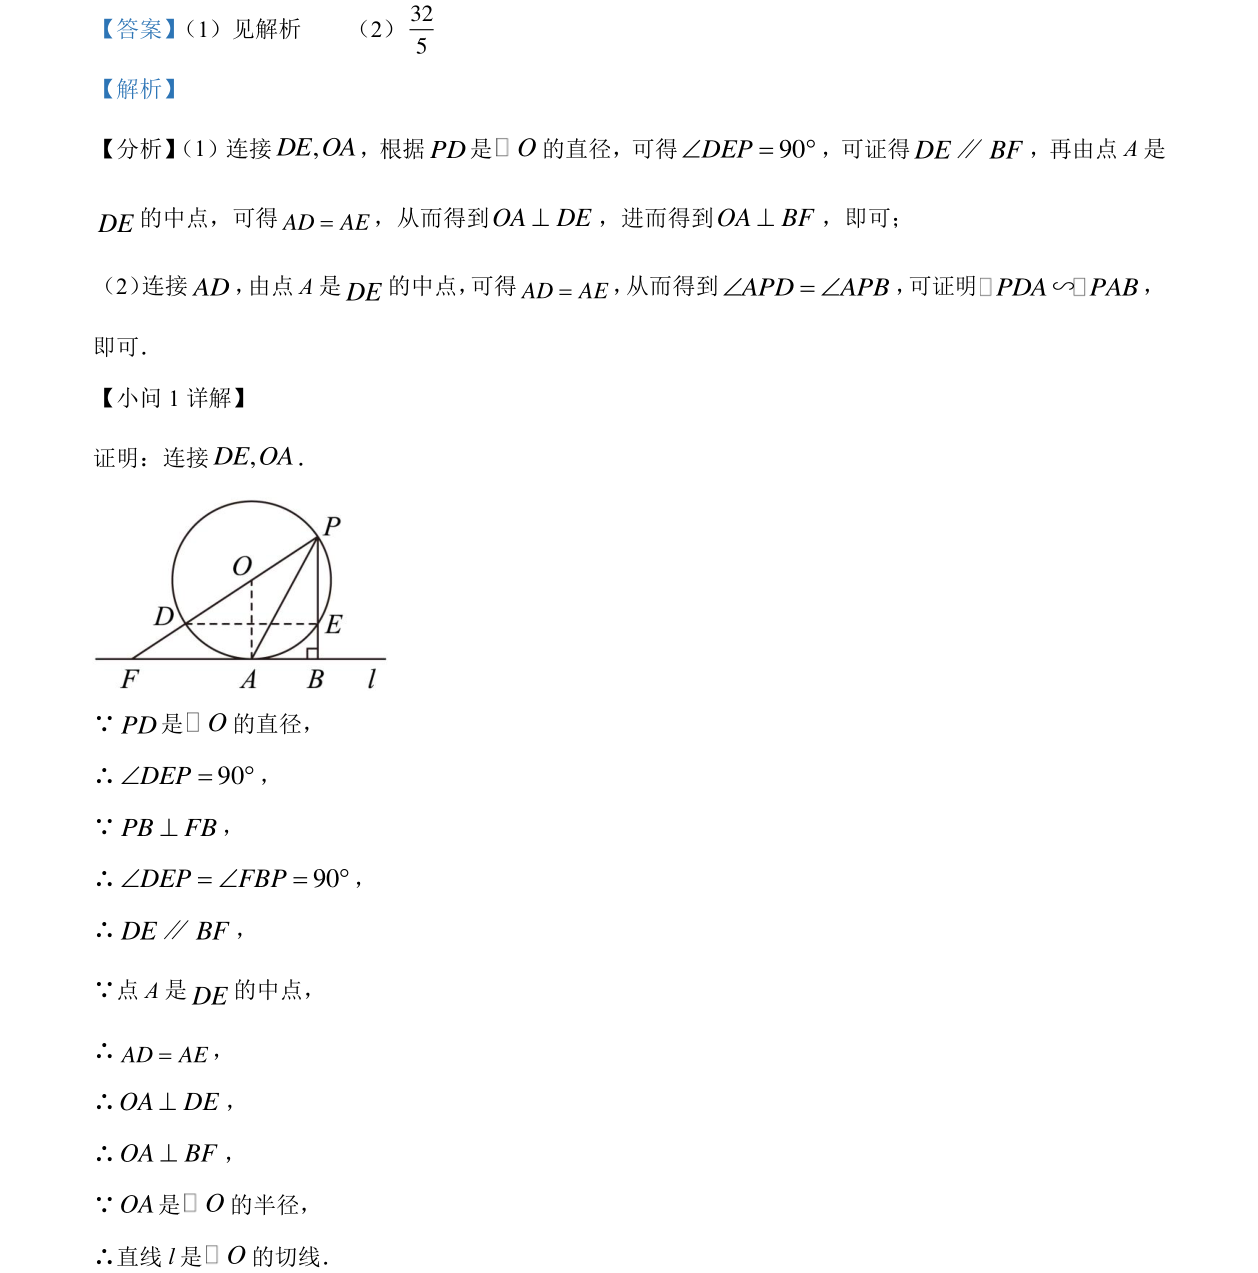 【答案】（1）见解析 （2）32/5
【解析】
【分析】（1）连接DE,OA，根据PD是□ O的直径，可得∠DEP=90°，可证得DE∥BF，再由点A是
DE的中点，可得AD=AE，从而得到OA⊥DE，进而得到OA⊥BF，即可；
（2）连接AD，由点A是DE的中点，可得AD=AE，从而得到∠APD=∠APB，可证明□PDA∽□PAB，
即可．
【小问1详解】
证明：连接DE,OA．
P
O
D E
F A B l
∵PD是□ O的直径，
∴∠DEP=90°，
∵PB⊥FB，
∴∠DEP=∠FBP=90°，
∴DE∥BF，
∵点A是DE的中点，
∴AD=AE，
∴OA⊥DE，
∴OA⊥BF，
∵OA是□ O的半径，
∴直线l是□ O的切线．